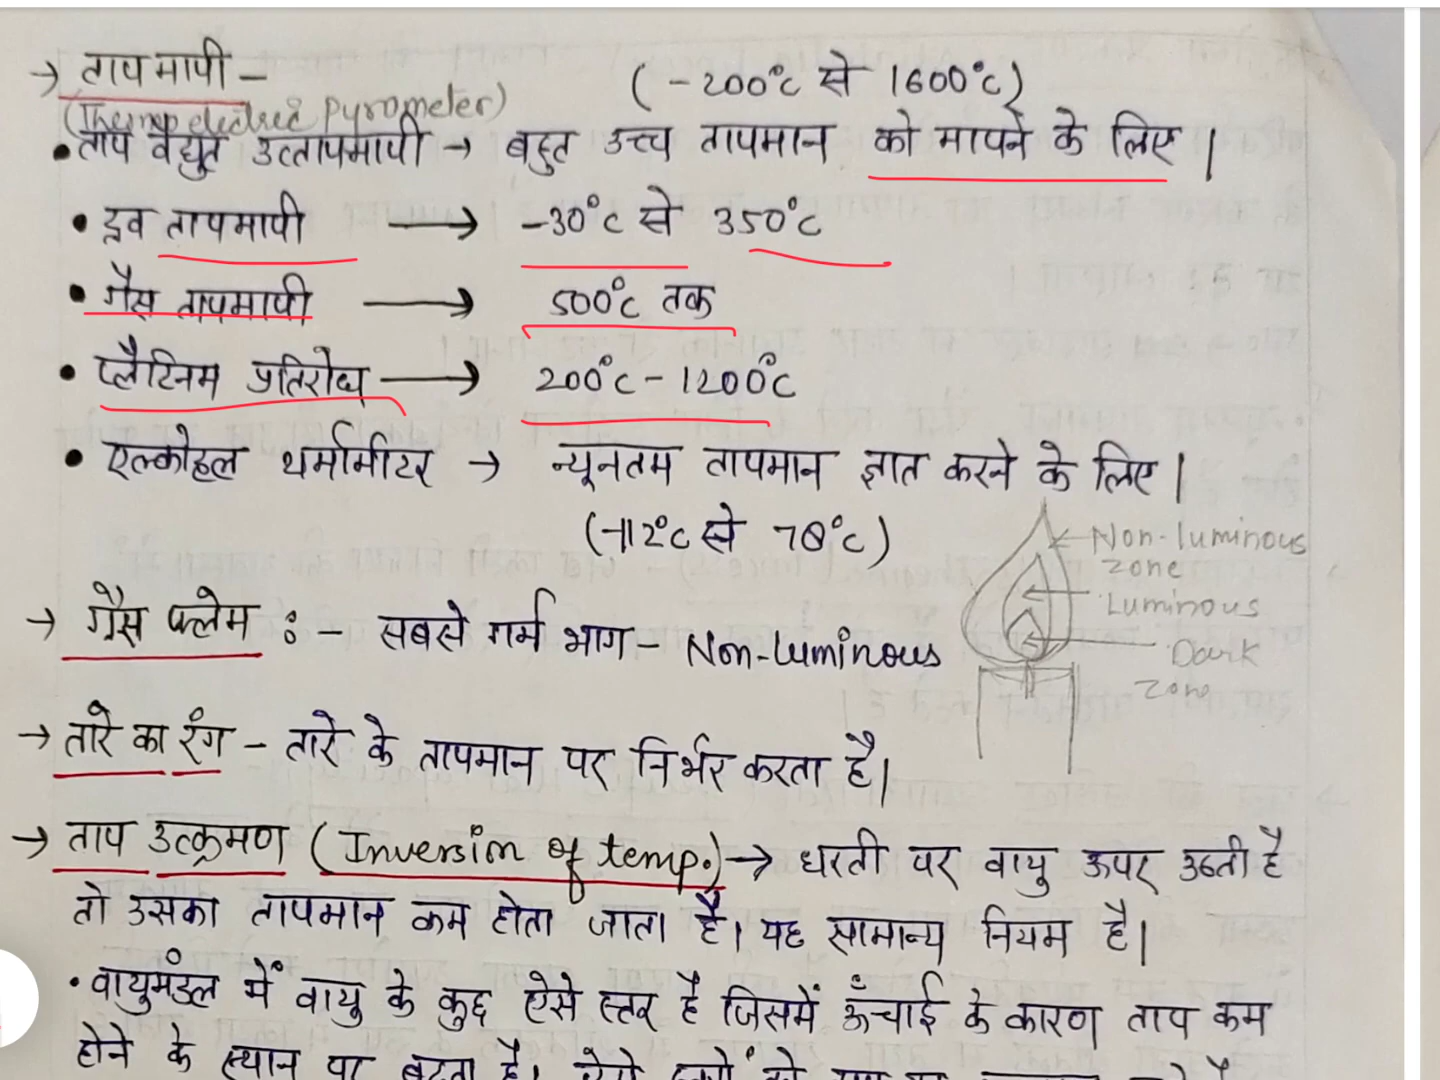 → तापमापी –
(-200°C से 1600°C)
(Thermoelectric Pyrometer)
• ताप वैद्युत उत्तापमापी → बहुत उच्च तापमान को मापने के लिए।
• द्रव तापमापी → -30°C से 350°C
• गैस तापमापी → 500°C तक
• प्लैटिनम प्रतिरोध → 200°C - 1200°C
• एल्कोहल थर्मामीटर → न्यूनतम तापमान ज्ञात करने के लिए।
(-112°C से 78°C)
Non-luminous
zone
Luminous
Dark
zone
→ गैस फ्लेम :- सबसे गर्म भाग - Non-Luminous
→ तारे का रंग - तारे के तापमान पर निर्भर करता है।
→ ताप उत्क्रमण (Inversion of temp.) → धरती पर वायु ऊपर उठती है
तो उसका तापमान कम होता जाता है। यह सामान्य नियम है।
• वायुमंडल में वायु के कुछ ऐसे स्तर है जिसमें ऊँचाई के कारण ताप कम
होने के स्थान पर बढ़ता है।